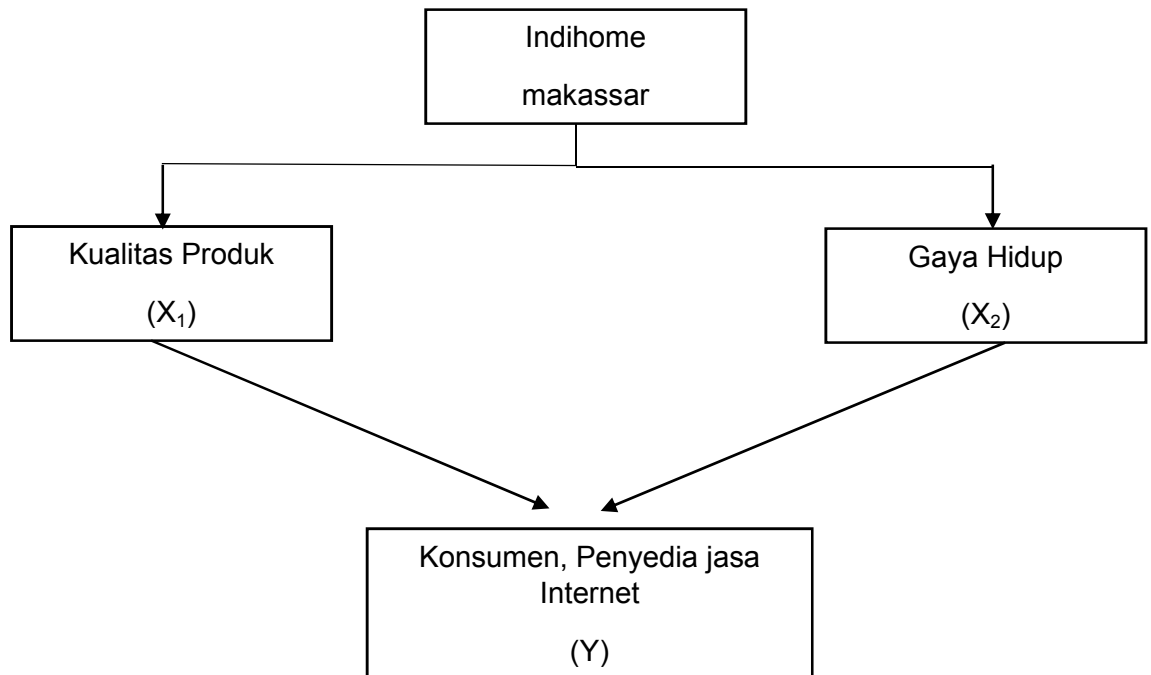 Indihome
makassar
Kualitas Produk
(X₁)
Gaya Hidup
(X₂)
Konsumen, Penyedia jasa
Internet
(Y)